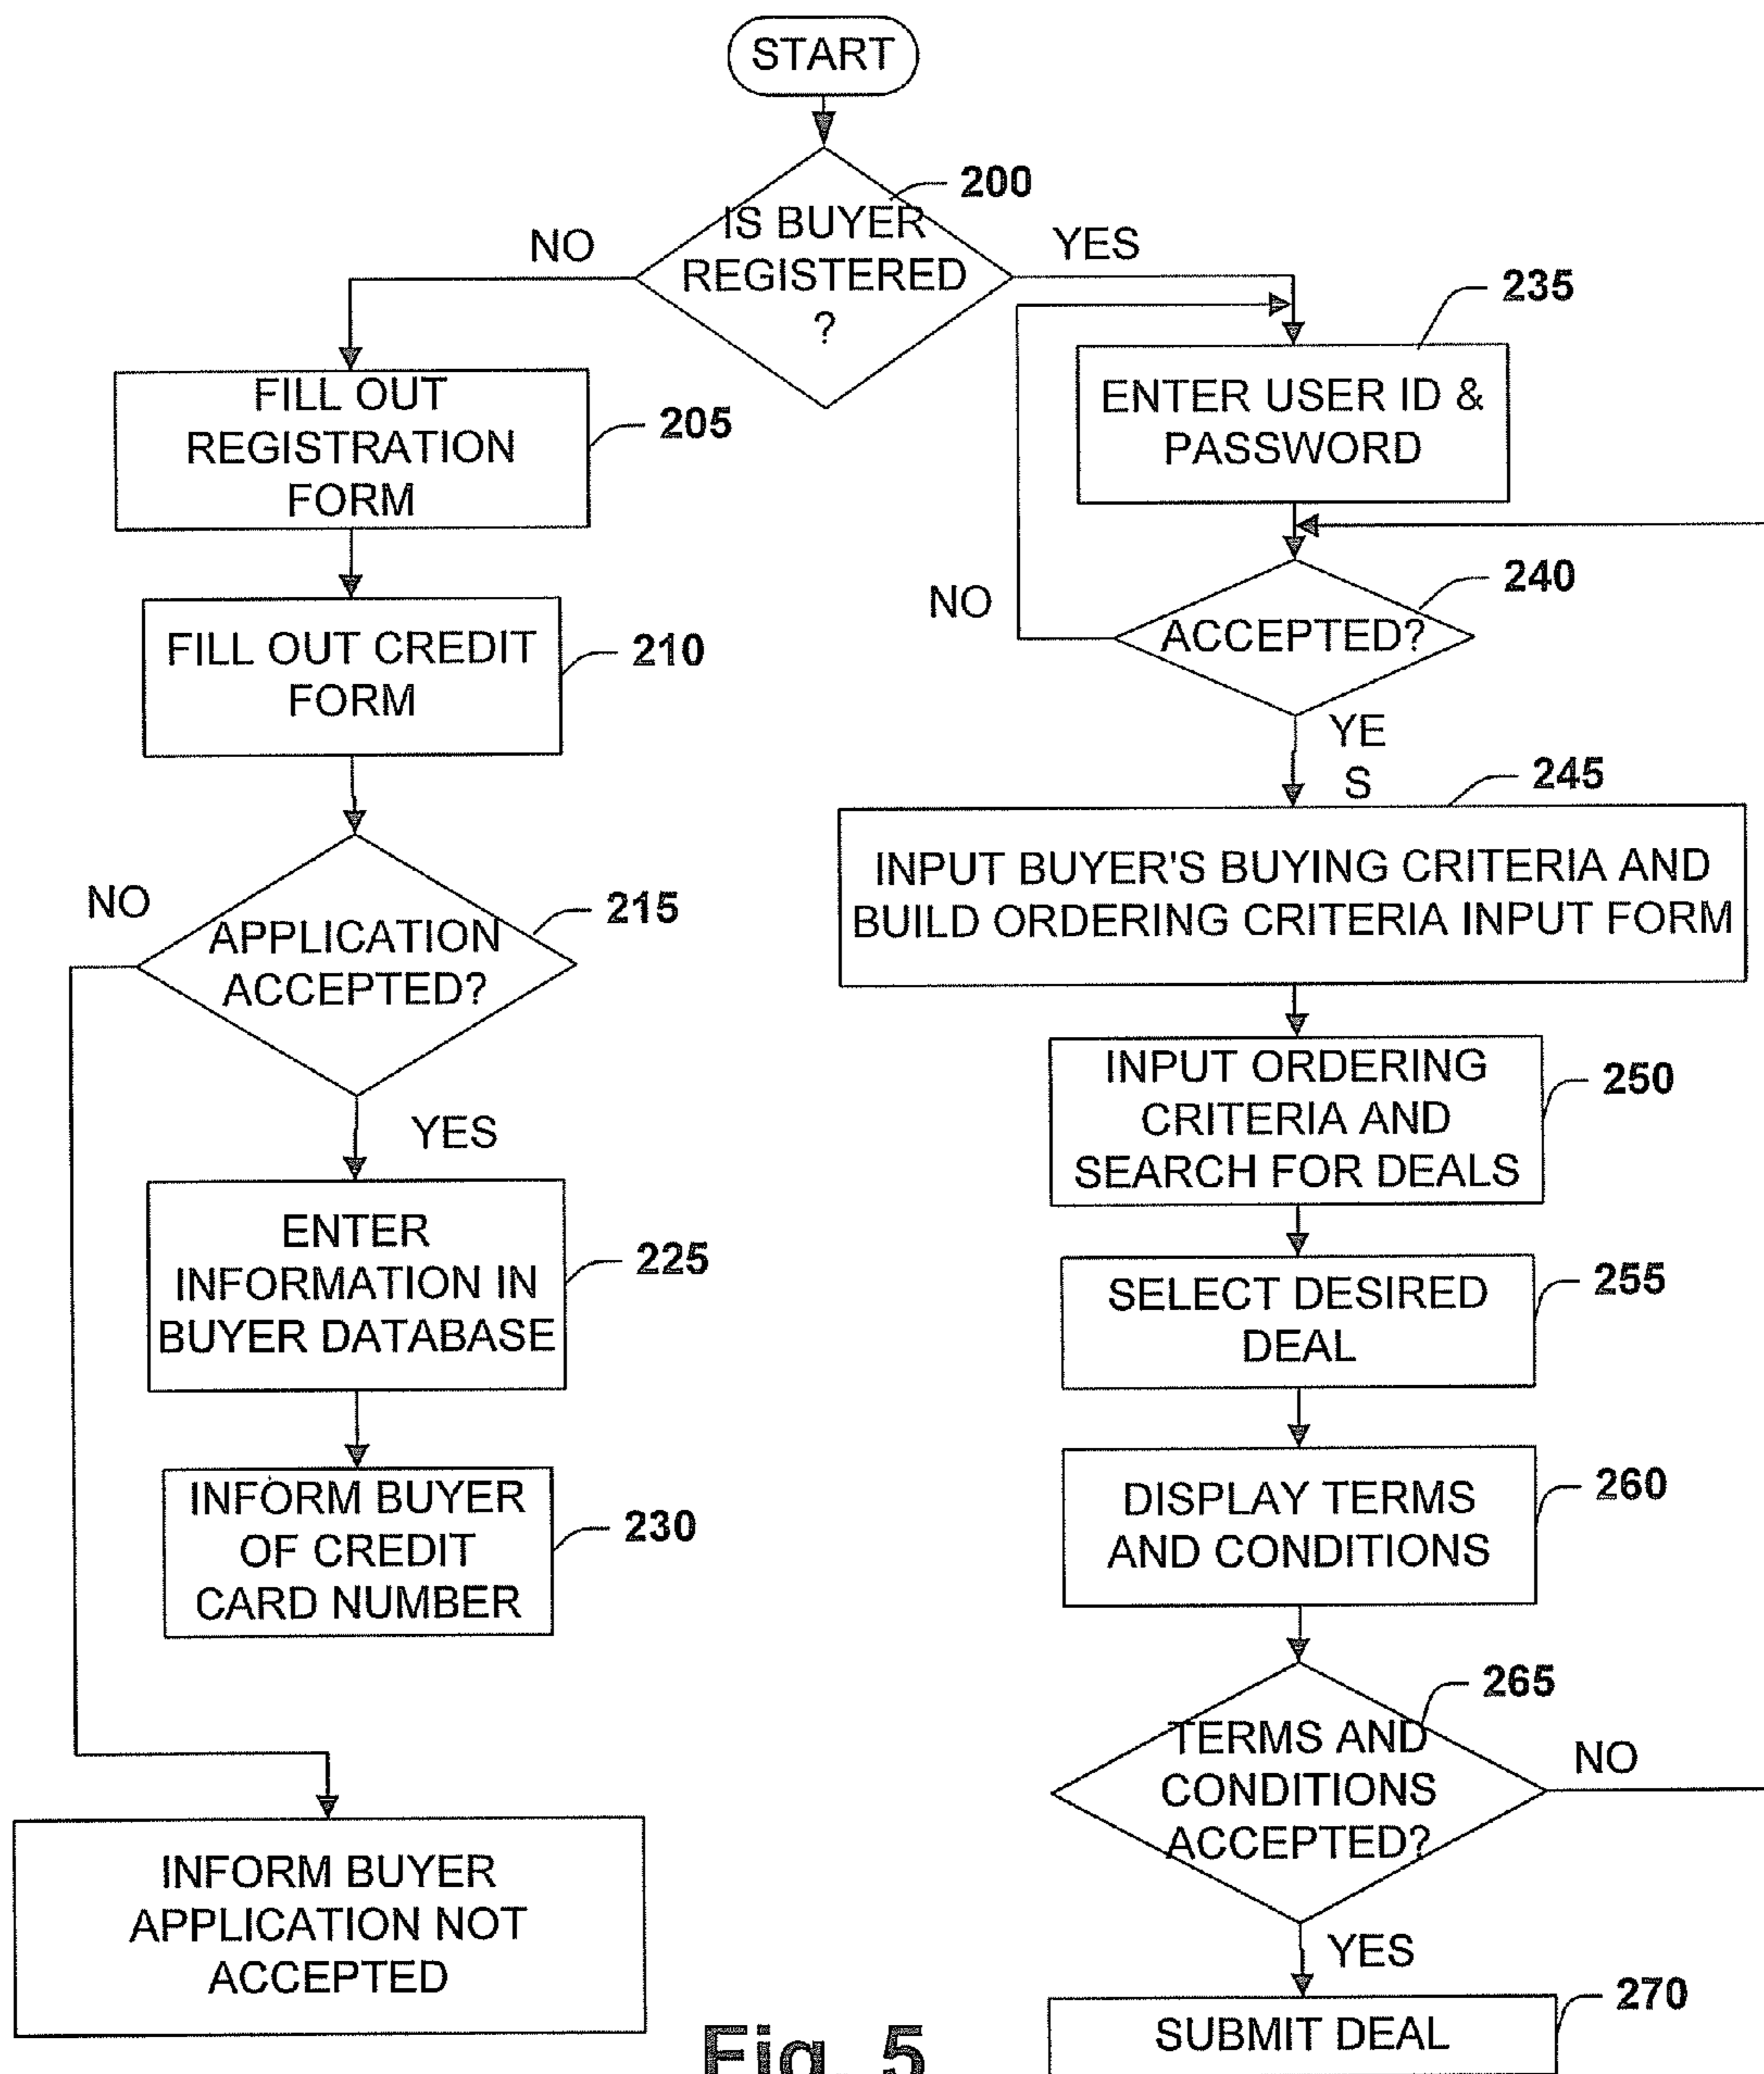 START
200
IS BUYER
REGISTERED
?
NO
YES
FILL OUT
REGISTRATION
FORM
205
FILL OUT CREDIT
FORM
210
NO
APPLICATION
ACCEPTED?
215
YES
ENTER
INFORMATION IN
BUYER DATABASE
225
INFORM BUYER
OF CREDIT
CARD NUMBER
230
INFORM BUYER
APPLICATION NOT
ACCEPTED
235
ENTER USER ID &
PASSWORD
240
NO
ACCEPTED?
YE
S
245
INPUT BUYER'S BUYING CRITERIA AND
BUILD ORDERING CRITERIA INPUT FORM
INPUT ORDERING
CRITERIA AND
SEARCH FOR DEALS
250
SELECT DESIRED
DEAL
255
DISPLAY TERMS
AND CONDITIONS
260
265
TERMS AND
CONDITIONS
ACCEPTED?
NO
YES
SUBMIT DEAL
270
Fig. 5